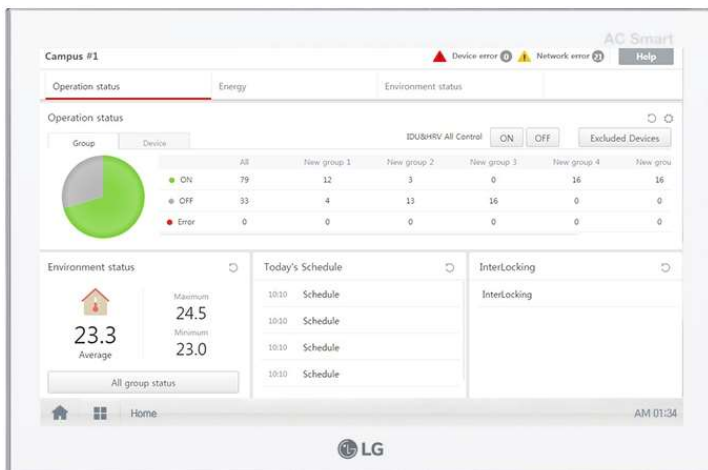 AC Smart
Campus #1 Device error 0 Network error 21 Help
Operation status Energy Environment status
Operation status
Group Device IDU&HRV All Control ON OFF Excluded Devices
All New group 1 New group 2 New group 3 New group 4 New grou
ON 79 12 3 0 16 16
OFF 33 4 13 16 0 0
Error 0 0 0 0 0 0
Environment status Today's Schedule InterLocking
Maximum 10:10 Schedule InterLocking
24.5
23.3 Minimum 10:10 Schedule
Average 23.0 10:10 Schedule
All group status 10:10 Schedule
Home AM 01:34
LG